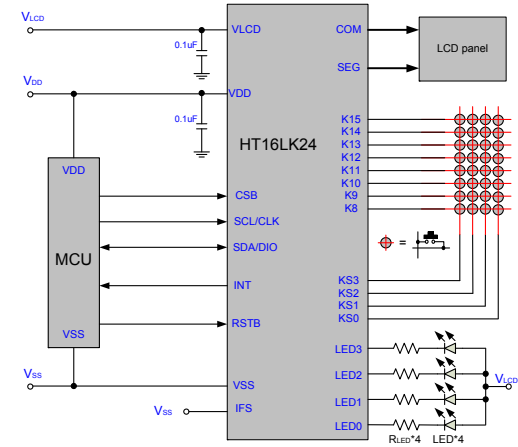 VLCD
VLCD
COM
0.1uF
LCD panel
SEG
VDD
VDD
0.1uF
K15
K14
HT16LK24
K13
K12
VDD
K11
K10
CSB
K9
K8
SCL/CLK
SDA/DIO
=
MCU
INT
KS3
KS2
KS1
RSTB
KS0
VSS
LED3
LED2
Vss
VSS
VLCD
LED1
Vss
IFS
LED0
RLED*4
LED*4